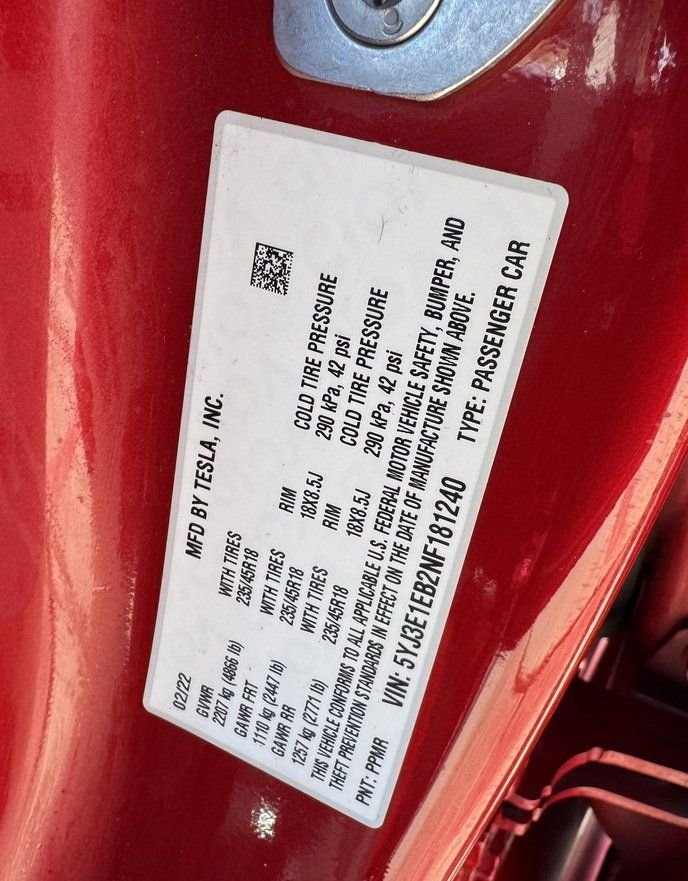 MFD BY TESLA, INC.
02/22
GVWR
2207 kg (4866 lb) WITH TIRES 235/45R18
GAWR FRT WITH TIRES RIM COLD TIRE PRESSURE
1110 kg (2447 lb) 235/45R18 18X8.5J 290 kPa, 42 psi
GAWR RR WITH TIRES RIM COLD TIRE PRESSURE
1257 kg (2771 lb) 235/45R18 18X8.5J 290 kPa, 42 psi
THIS VEHICLE CONFORMS TO ALL APPLICABLE U.S. FEDERAL MOTOR VEHICLE SAFETY, BUMPER, AND
THEFT PREVENTION STANDARDS IN EFFECT ON THE DATE OF MANUFACTURE SHOWN ABOVE.
PNT: PPMR VIN: 5YJ3E1EB2NF181240 TYPE: PASSENGER CAR